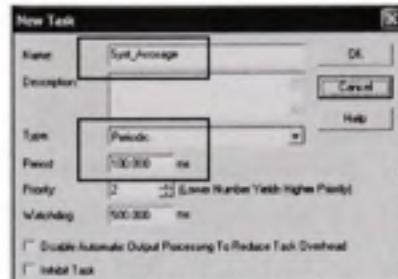 New Task
Name: Syst_Average OK
Description: Cancel
Help
Type: Periodic
Period: 100.000 ms
Priority: 2 (Lower Number Yields Higher Priority)
Watchdog: 500.000 ms
Disable Automatic Output Processing To Reduce Task Overhead
Inhibit Task